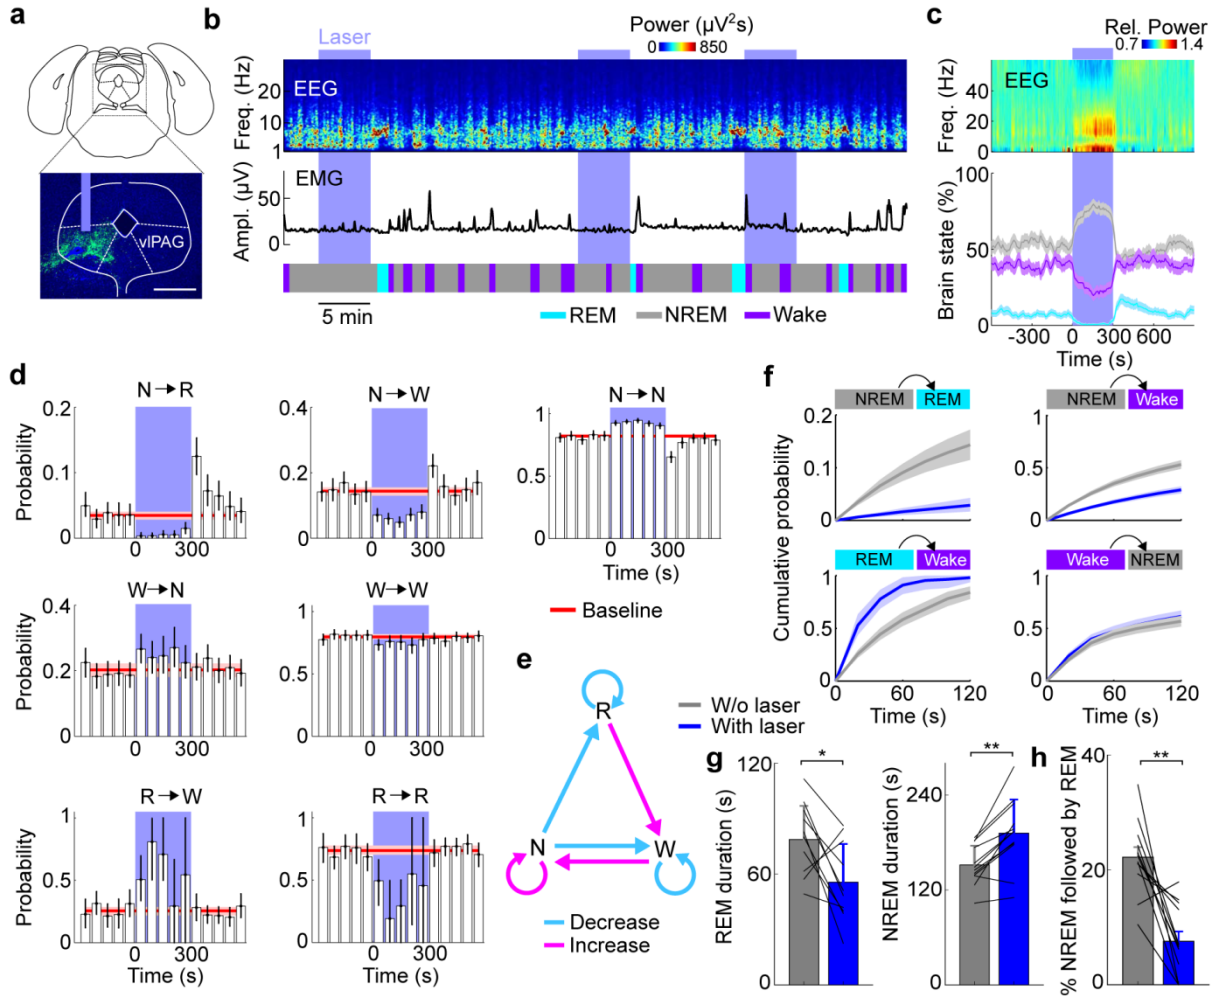 a
vlPAG
b
Laser
Power (µV²s)
0 850
EEG
Freq. (Hz)
20
10
1
EMG
Ampl. (µV)
50
0
5 min
REM NREM Wake
c
Rel. Power
0.7 1.4
EEG
Freq. (Hz)
40
20
0
Brain state (%)
100
50
0
-300 0 300 600
Time (s)
d
N→R
Probability
0.2
0.1
0
0 300
N→W
0.4
0.2
0
0 300
N→N
1
0.5
0
0 300
Time (s)
W→N
Probability
0.4
0.2
0
0 300
W→W
1
0.5
0
0 300
Baseline
R→W
Probability
1
0.5
0
0 300
Time (s)
R→R
1
0.5
0
0 300
Time (s)
e
R
N W
Decrease
Increase
f
Cumulative probability
NREM REM
0.2
0.1
0
NREM Wake
1
0.5
0
REM Wake
1
0.5
0
0 60 120
Time (s)
Wake NREM
1
0.5
0
0 60 120
Time (s)
W/o laser
With laser
g
REM duration (s)
120
60
0
*
NREM duration (s)
240
120
0
**
h
% NREM followed by REM
40
20
0
**